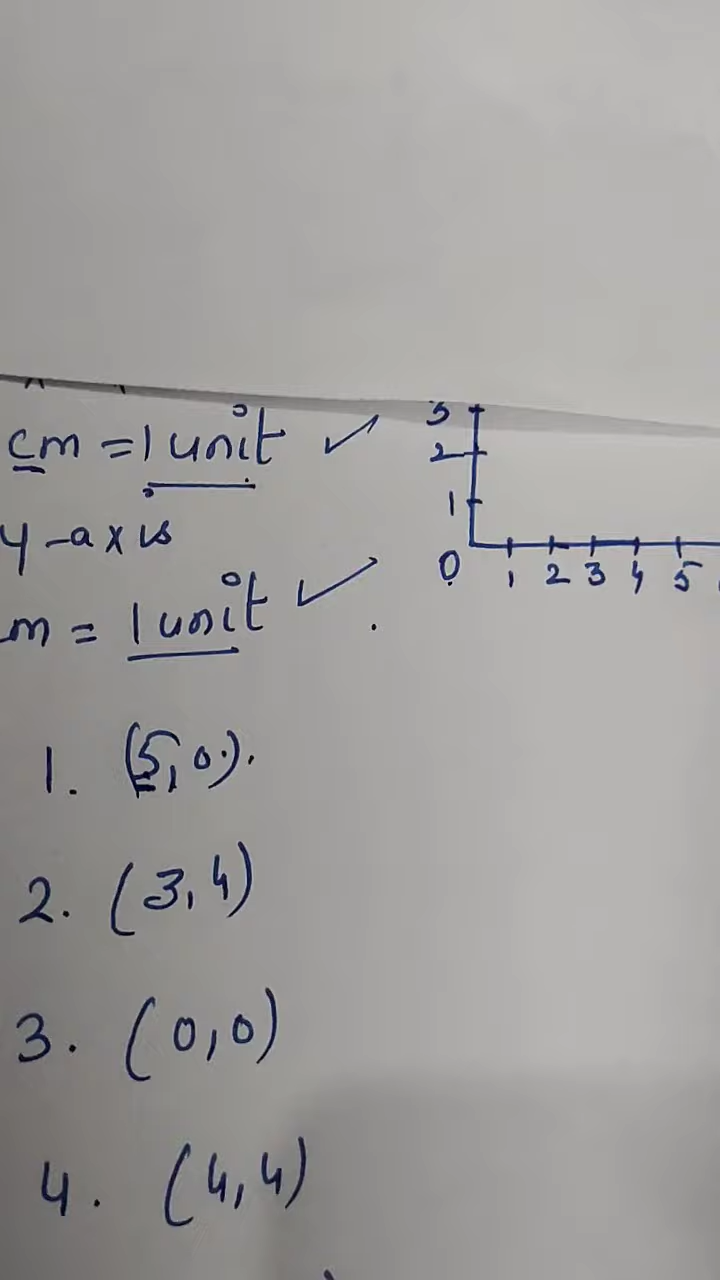 cm = 1 unit ✓
y-axis
m = 1 unit ✓
1. (5,0).
2. (3,4)
3. (0,0)
4. (4,4)
3
2
1
0 1 2 3 4 5